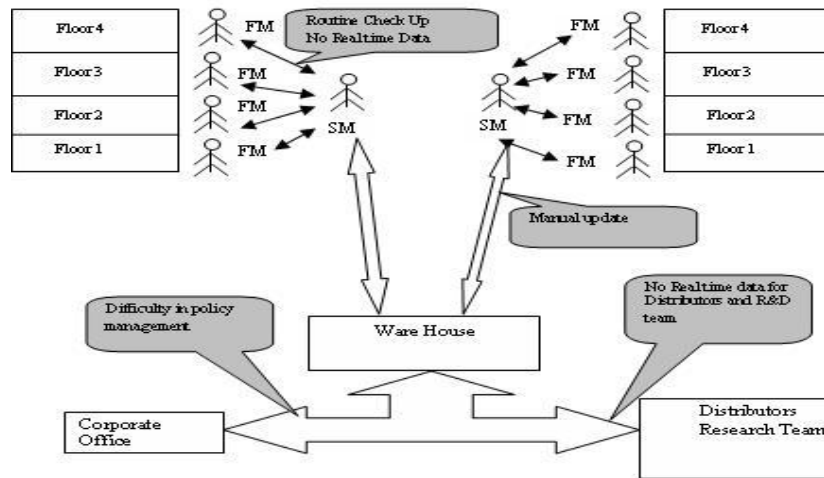 Floor 4
FM
Routine Check Up
No Realtime Data
FM
Floor 4
Floor 3
FM
FM
Floor 3
Floor 2
FM
SM
SM
FM
Floor 2
Floor 1
FM
FM
Floor 1
Manual update
Difficulty in policy
management
No Realtime data for
Distributors and R&D
team
Ware House
Corporate
Office
Distributors
Research Team